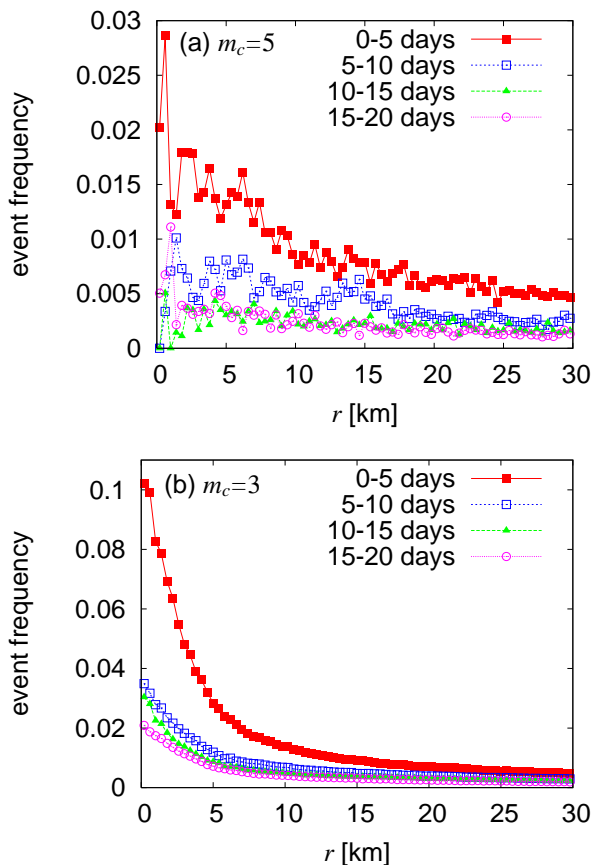 (a) m_c=5
0-5 days
5-10 days
10-15 days
15-20 days
event frequency
0.03
0.025
0.02
0.015
0.01
0.005
0
0 5 10 15 20 25 30
r [km]
(b) m_c=3
0-5 days
5-10 days
10-15 days
15-20 days
event frequency
0.1
0.08
0.06
0.04
0.02
0
0 5 10 15 20 25 30
r [km]